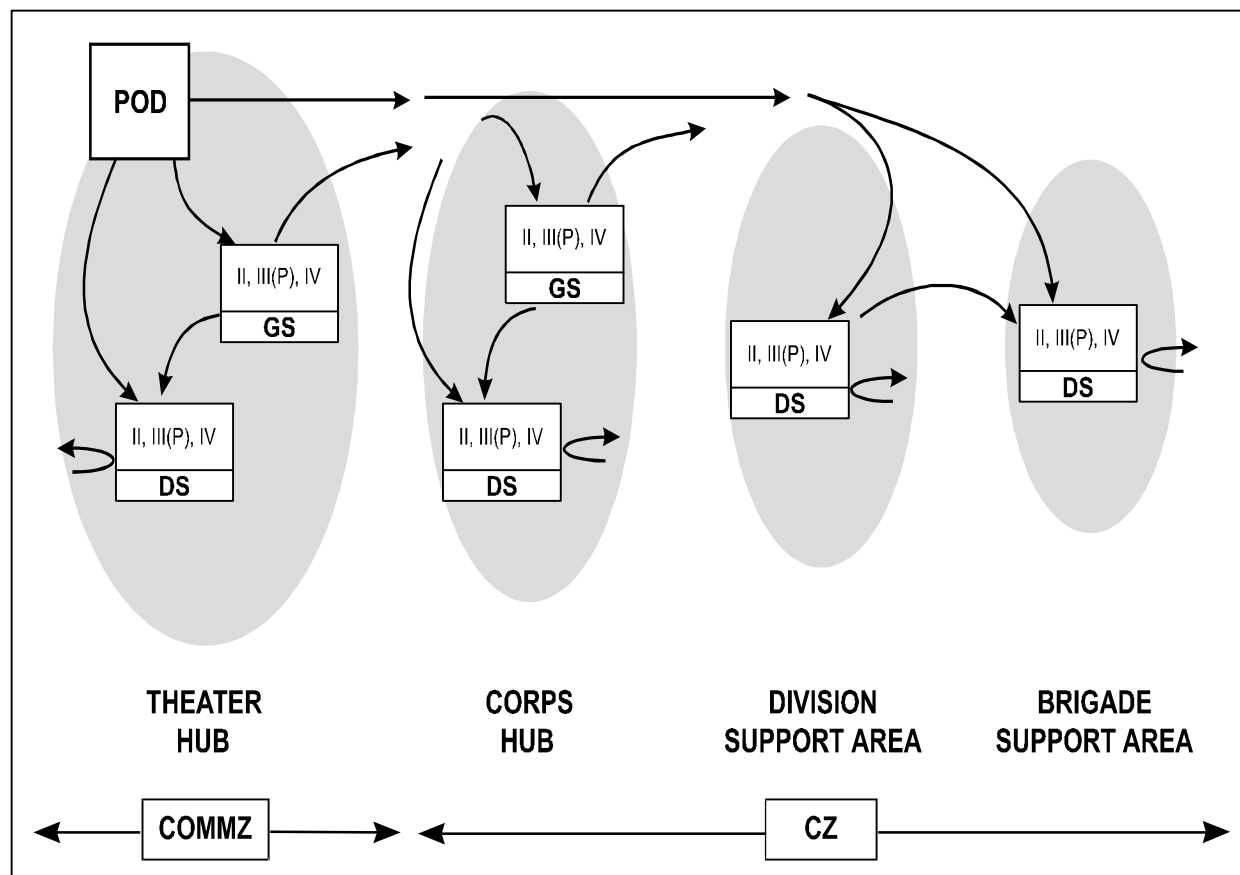 POD
II, III(P), IV
GS
II, III(P), IV
DS
II, III(P), IV
GS
II, III(P), IV
DS
II, III(P), IV
DS
II, III(P), IV
DS
THEATER
HUB
CORPS
HUB
DIVISION
SUPPORT AREA
BRIGADE
SUPPORT AREA
COMMZ
CZ